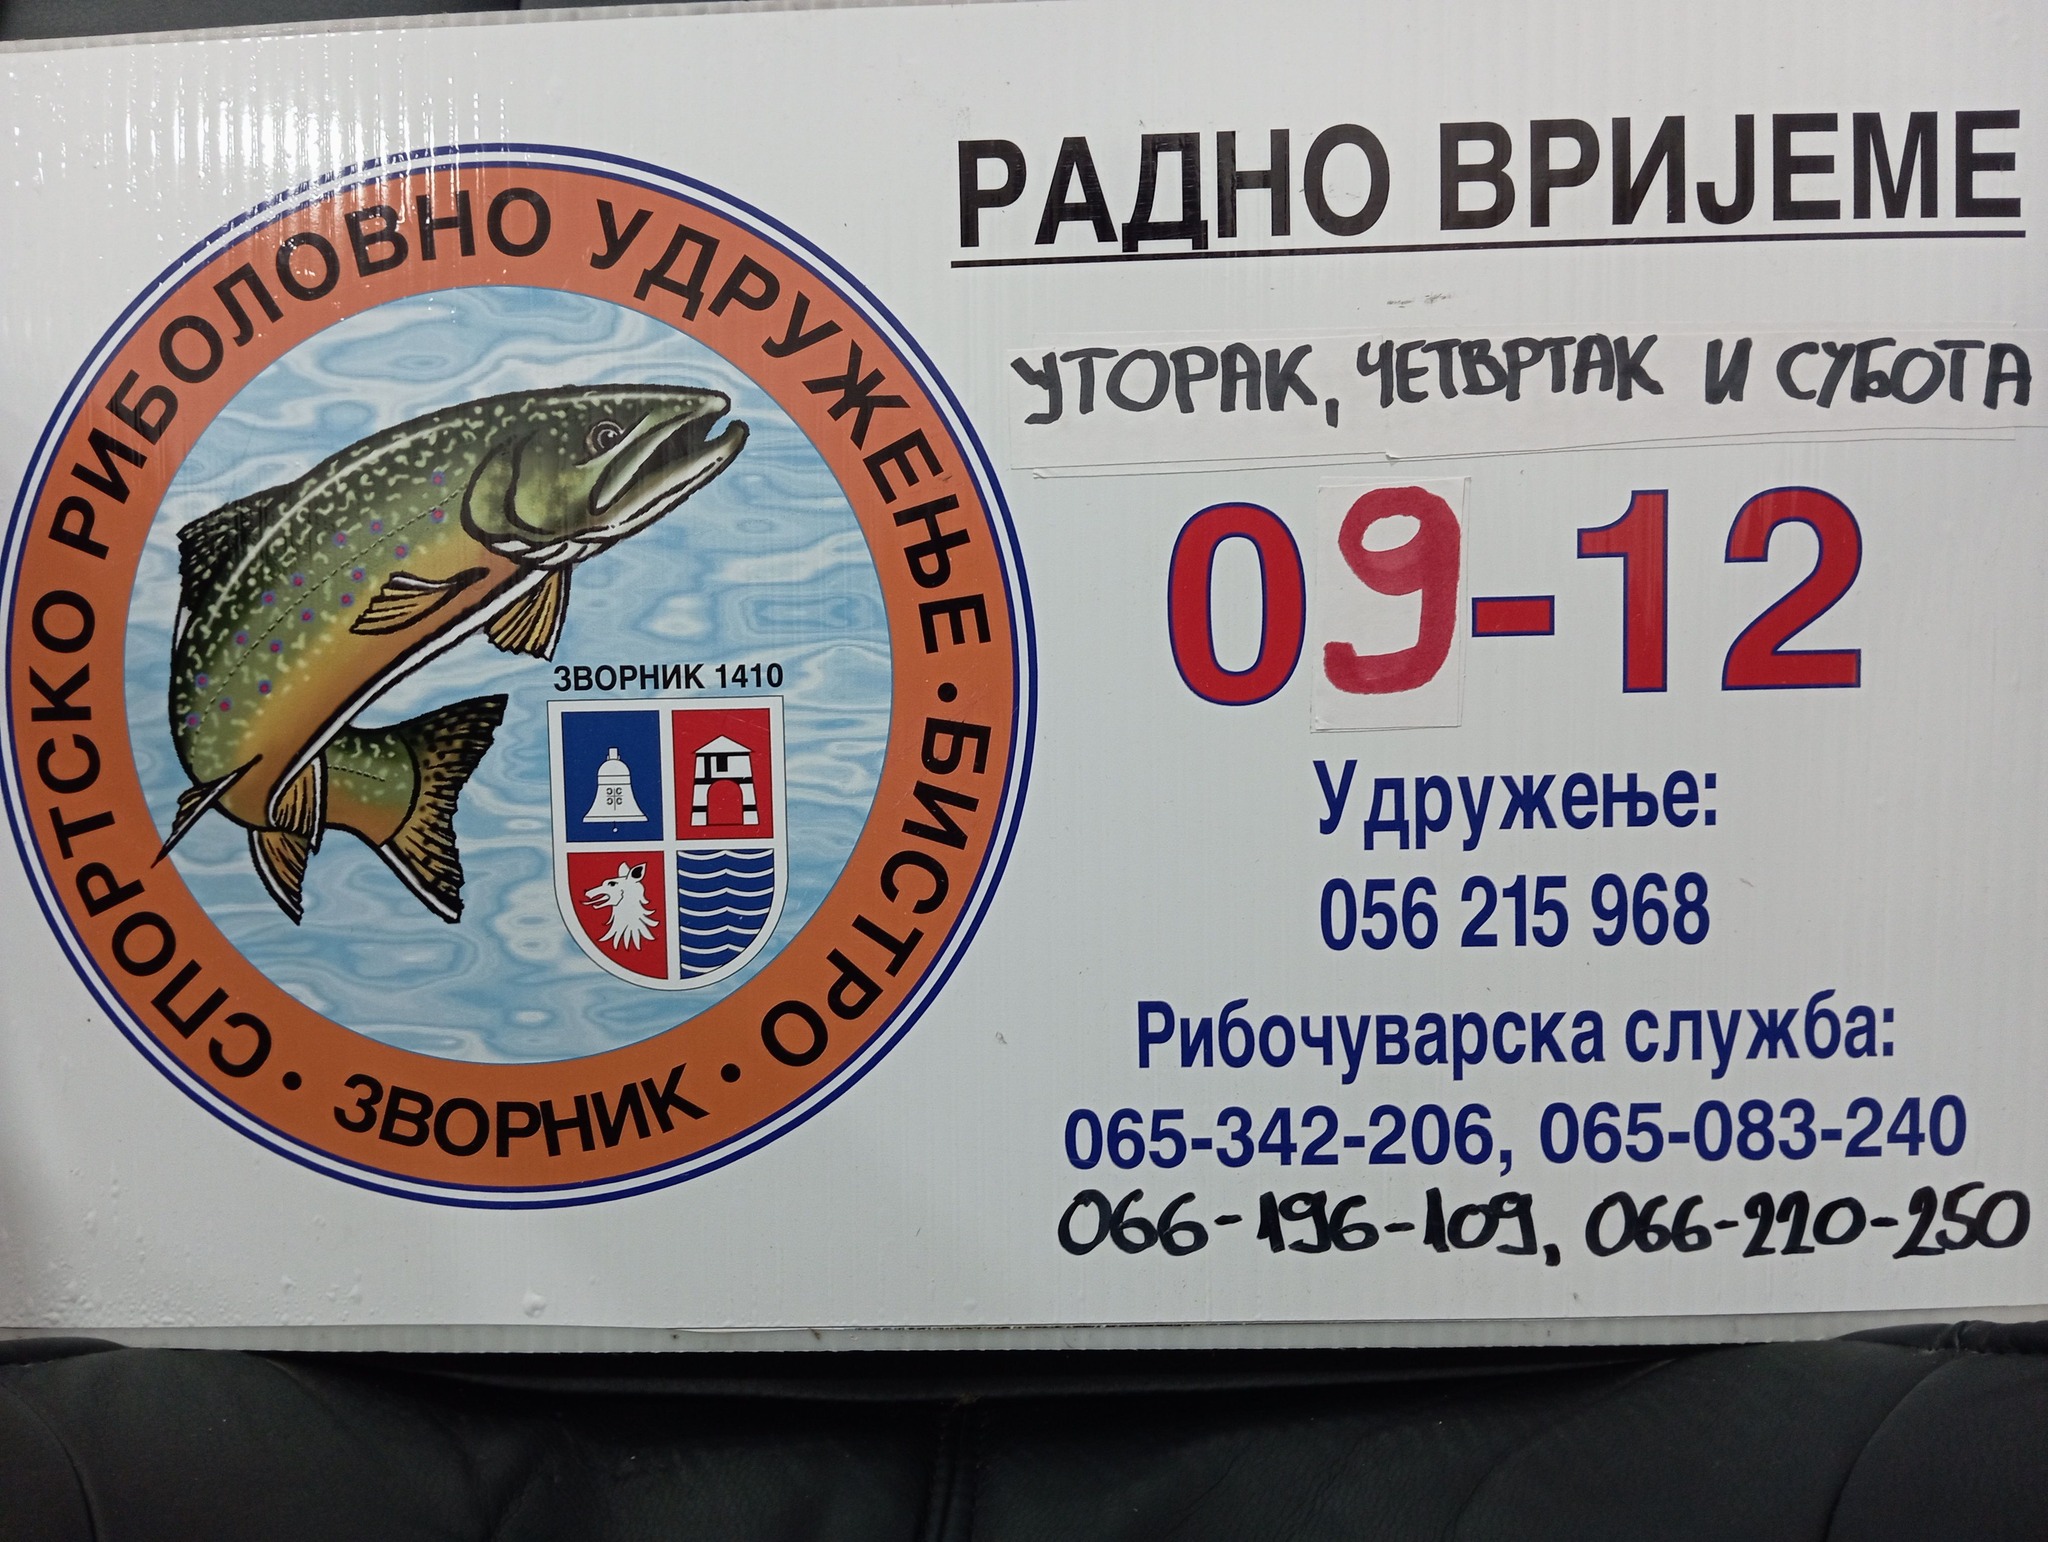 СПОРТСКО РИБОЛОВНО УДРУЖЕЊЕ · БИСТРО · ЗВОРНИК ·
ЗВОРНИК 1410
РАДНО ВРИЈЕМЕ
УТОРАК, ЧЕТВРТАК И СУБОТА
09-12
Удружење:
056 215 968
Рибочуварска служба:
065-342-206, 065-083-240
066-196-109, 066-220-250